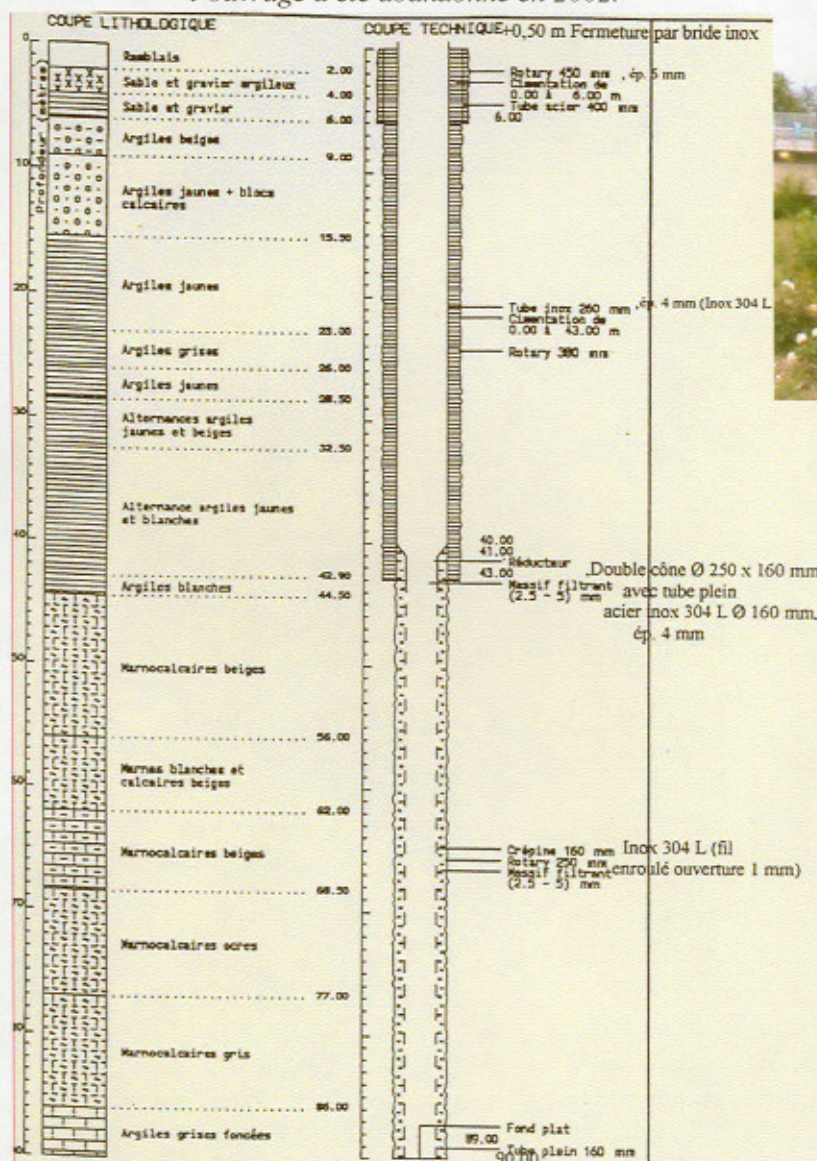 l'ouvrage a été abandonné en 2002.
COUPE LITHOLOGIQUE
Profondeur (mètres)
0
10
20
30
40
50
60
70
80
90
Remblais
2.00
Sable et gravier argileux
4.00
Sable et gravier
6.00
Argiles beiges
9.00
Argiles jaunes + blocs
calcaires
15.50
Argiles jaunes
23.00
Argiles grises
26.00
Argiles jaunes
28.50
Alternances argiles
jaunes et beiges
32.50
Alternance argiles jaunes
et blanches
42.90
Argiles blanches
44.50
Marnocalcaires beiges
56.00
Marnes blanches et
calcaires beiges
62.00
Marnocalcaires beiges
68.50
Marnocalcaires ocres
77.00
Marnocalcaires gris
86.00
Argiles grises foncées
COUPE TECHNIQUE +0,50 m Fermeture par bride inox
Rotary 450 mm , ép. 5 mm
Cimentation de
0.00 à 6.00 m
Tube acier 400 mm
6.00
Tube inox 260 mm , ép. 4 mm (Inox 304 L
Cimentation de
0.00 à 43.00 m
Rotary 380 mm
40.00
41.00
Réducteur
43.00
Double cône Ø 250 x 160 mm
Massif filtrant
(2.5 - 5) mm
avec tube plein
acier inox 304 L Ø 160 mm,
ép. 4 mm
Crépine 160 mm Inox 304 L (fil
Rotary 250 mm
Massif filtrant enroulé ouverture 1 mm)
(2.5 - 5) mm
Fond plat
89.00
Tube plein 160 mm
90.00